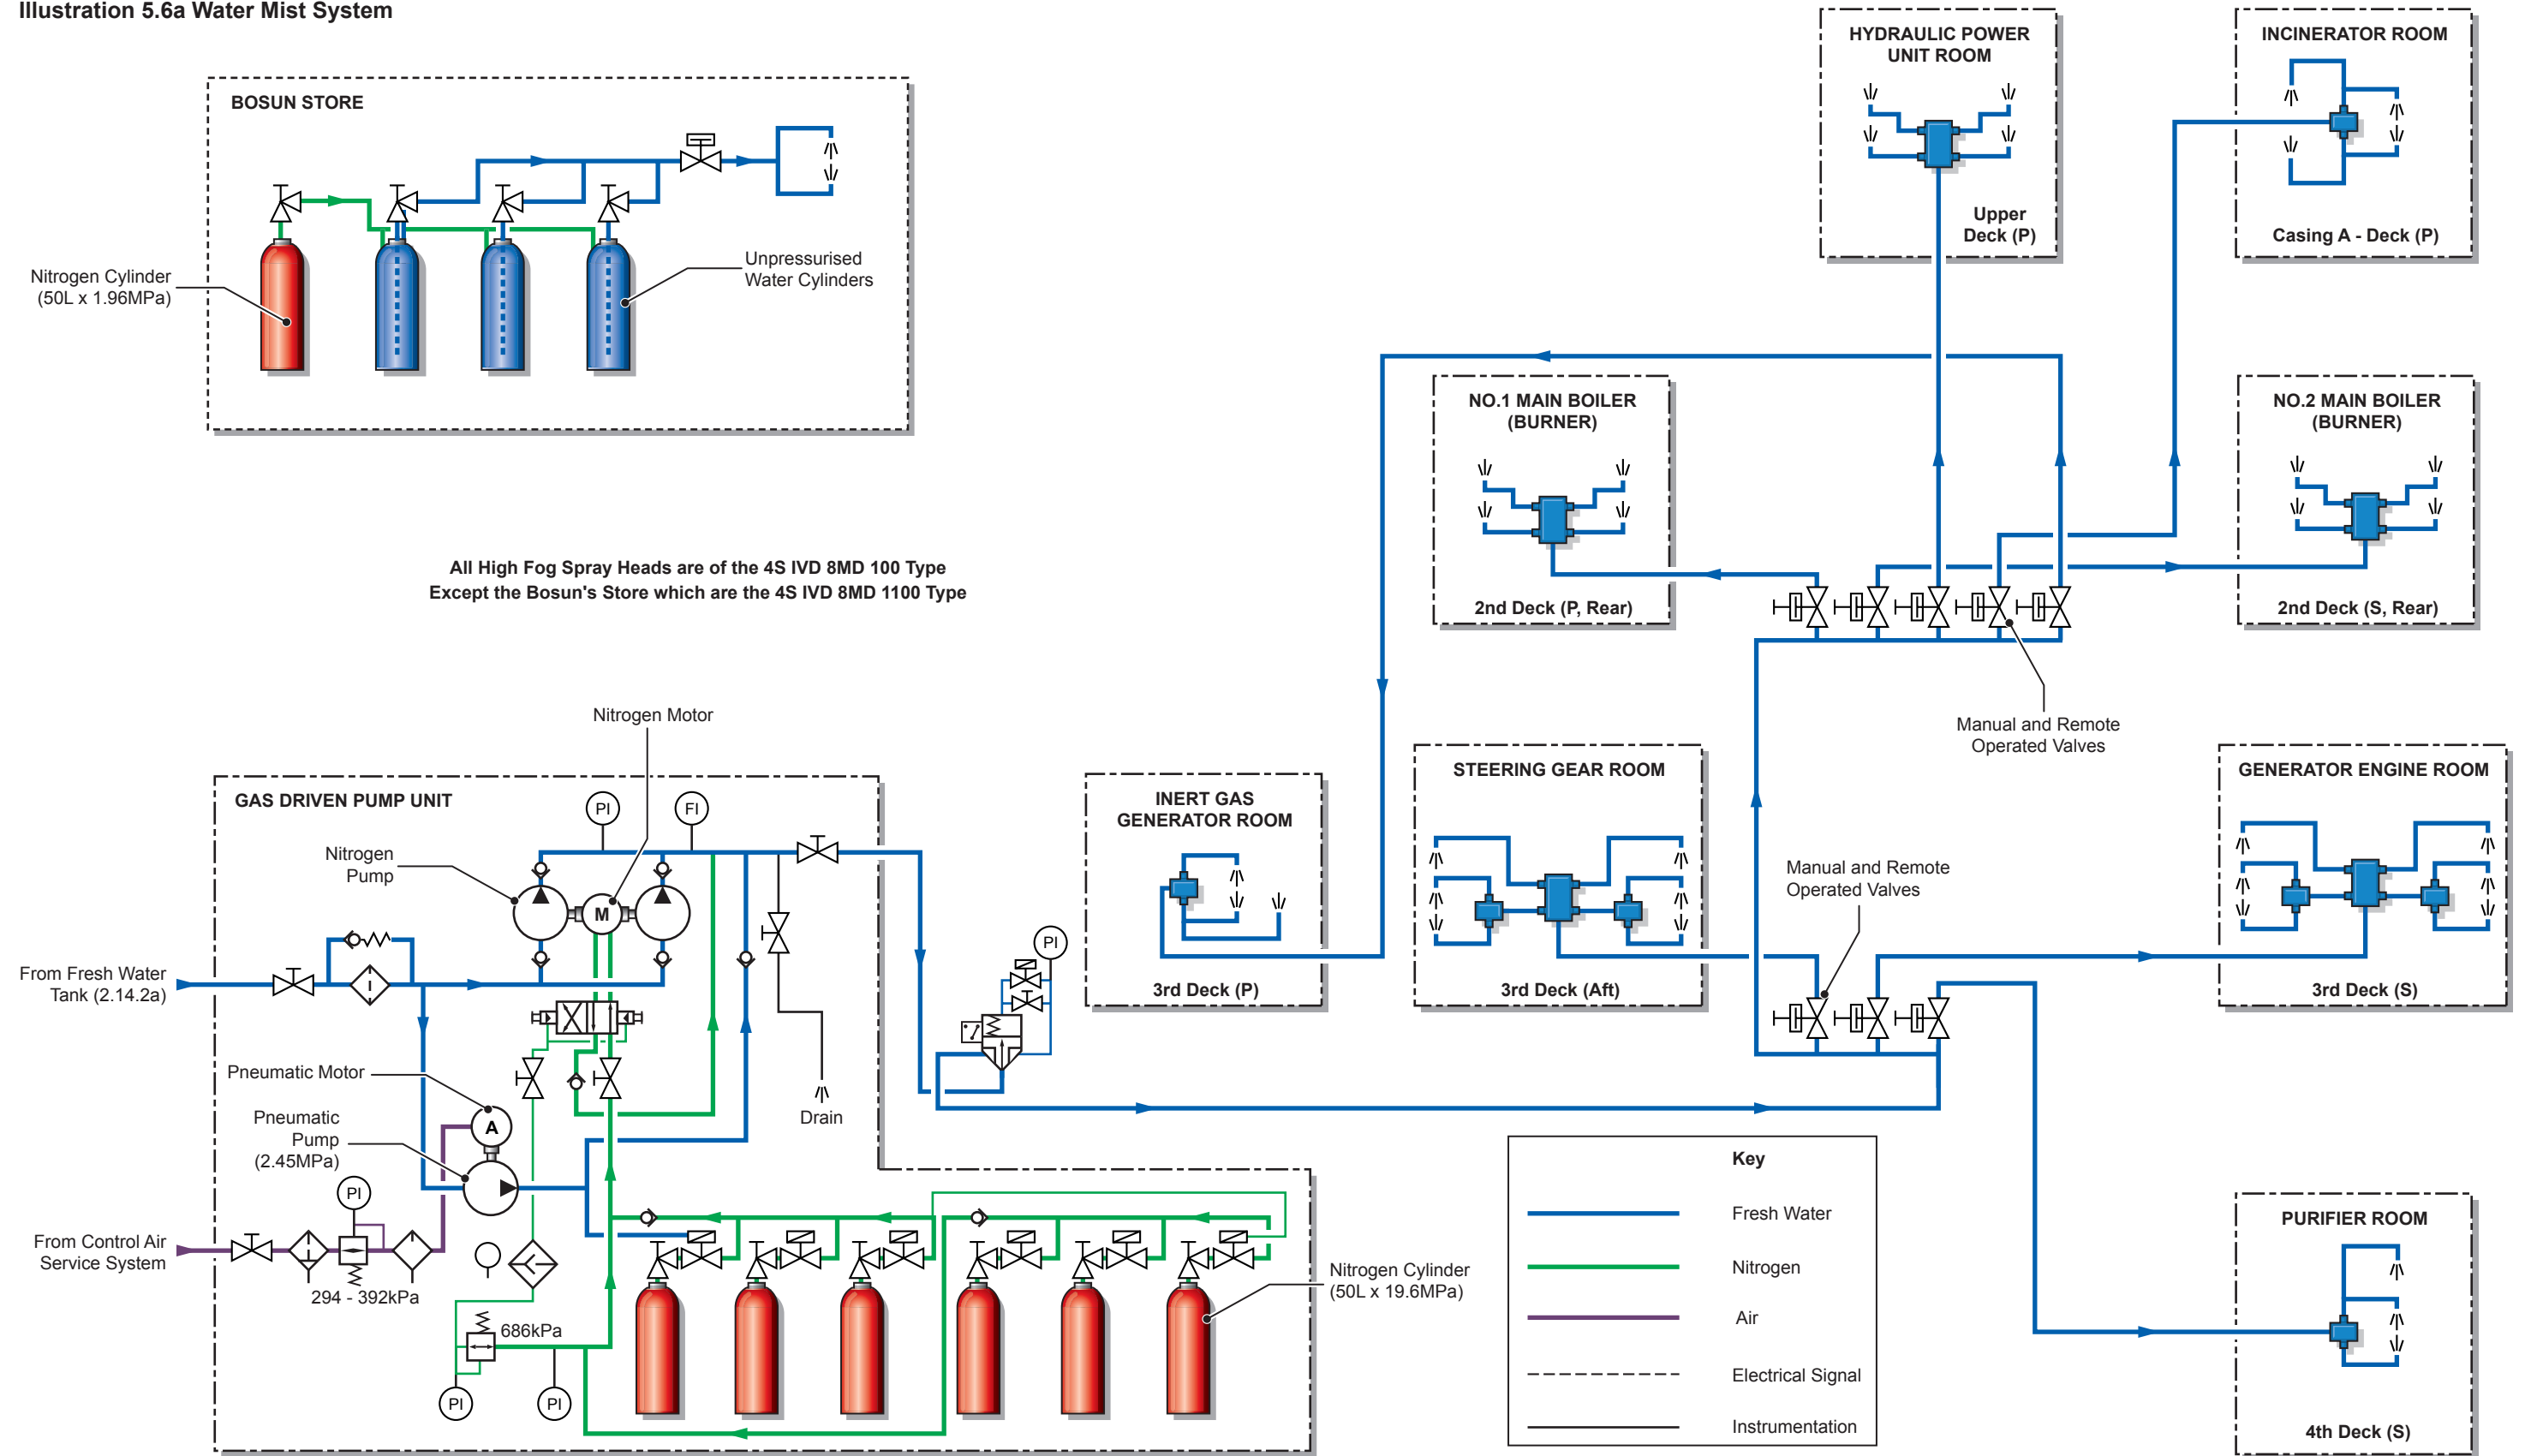 Illustration 5.6a Water Mist System
BOSUN STORE
Nitrogen Cylinder
(50L x 1.96MPa)
Unpressurised
Water Cylinders
All High Fog Spray Heads are of the 4S IVD 8MD 100 Type
Except the Bosun's Store which are the 4S IVD 8MD 1100 Type
HYDRAULIC POWER
UNIT ROOM
Upper
Deck (P)
INCINERATOR ROOM
Casing A - Deck (P)
NO.1 MAIN BOILER
(BURNER)
2nd Deck (P, Rear)
NO.2 MAIN BOILER
(BURNER)
2nd Deck (S, Rear)
Manual and Remote
Operated Valves
Nitrogen Motor
GAS DRIVEN PUMP UNIT
PI
FI
Nitrogen
Pump
M
From Fresh Water
Tank (2.14.2a)
I
Pneumatic Motor
A
Pneumatic
Pump
(2.45MPa)
PI
From Control Air
Service System
294 - 392kPa
686kPa
PI
PI
Drain
PI
Nitrogen Cylinder
(50L x 19.6MPa)
INERT GAS
GENERATOR ROOM
3rd Deck (P)
STEERING GEAR ROOM
3rd Deck (Aft)
Manual and Remote
Operated Valves
GENERATOR ENGINE ROOM
3rd Deck (S)
PURIFIER ROOM
4th Deck (S)
Key
Fresh Water
Nitrogen
Air
Electrical Signal
Instrumentation